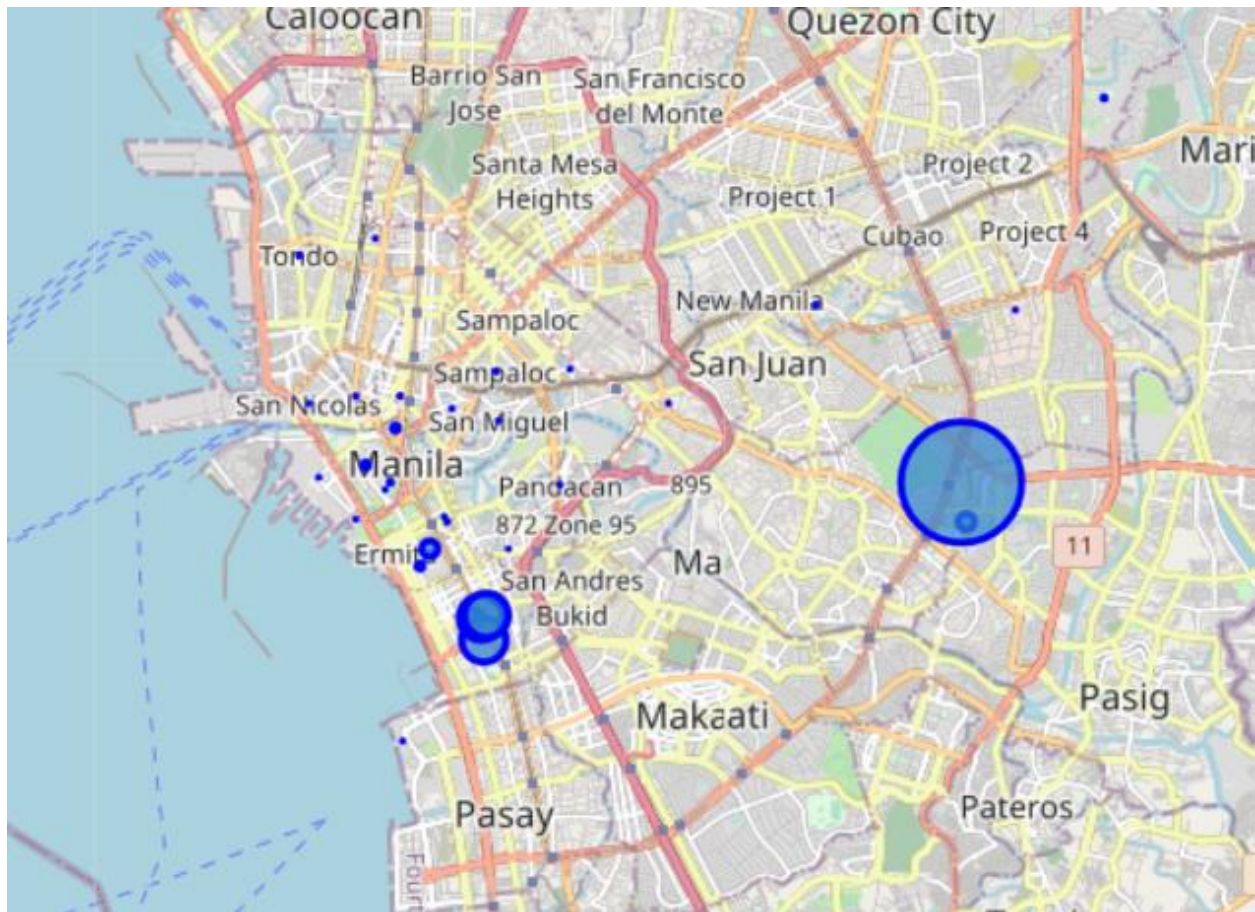 Caloocan
Quezon City
Barrio San
Jose
San Francisco
del Monte
Santa Mesa
Heights
Project 2
Mari
Project 1
Cubao
Project 4
Tondo
New Manila
Sampaloc
San Juan
Sampaloc
San Nicolas
San Miguel
Manila
Pandacan
895
872 Zone 95
11
Ermit
Ma
San Andres
Bukid
Pasig
Makaati
Pateros
Pasay
Fourt